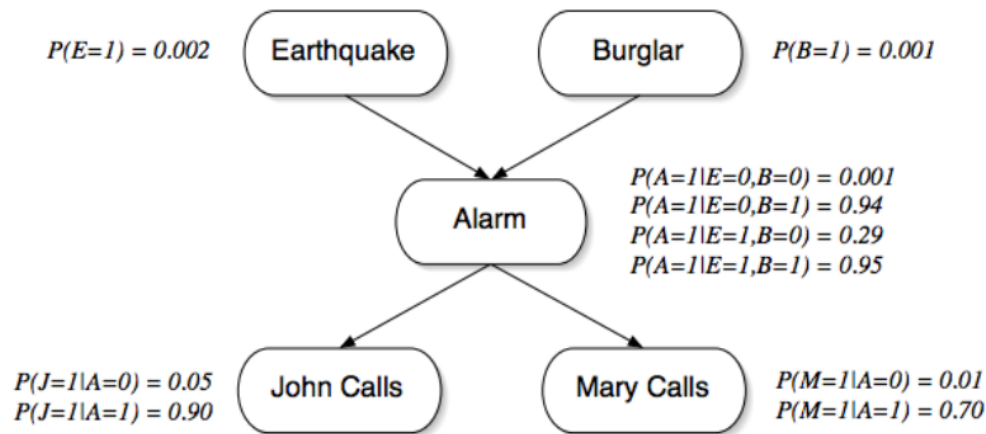 P(E=1) = 0.002
Earthquake
Burglar
P(B=1) = 0.001
Alarm
P(A=1|E=0,B=0) = 0.001
P(A=1|E=0,B=1) = 0.94
P(A=1|E=1,B=0) = 0.29
P(A=1|E=1,B=1) = 0.95
P(J=1|A=0) = 0.05
P(J=1|A=1) = 0.90
John Calls
Mary Calls
P(M=1|A=0) = 0.01
P(M=1|A=1) = 0.70